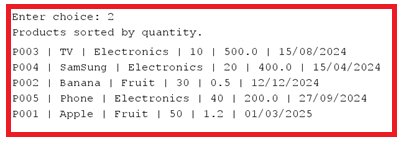 Enter choice: 2
Products sorted by quantity.
P003 | TV | Electronics | 10 | 500.0 | 15/08/2024
P004 | SamSung | Electronics | 20 | 400.0 | 15/04/2024
P002 | Banana | Fruit | 30 | 0.5 | 12/12/2024
P005 | Phone | Electronics | 40 | 200.0 | 27/09/2024
P001 | Apple | Fruit | 50 | 1.2 | 01/03/2025